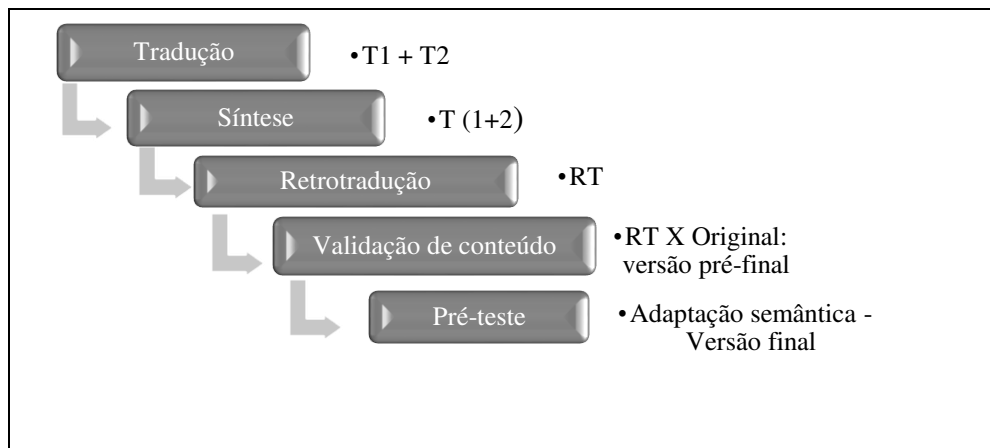 Tradução
•T1 + T2
Síntese
•T (1+2)
Retrotradução
•RT
Validação de conteúdo
•RT X Original:
versão pré-final
Pré-teste
•Adaptação semântica -
Versão final